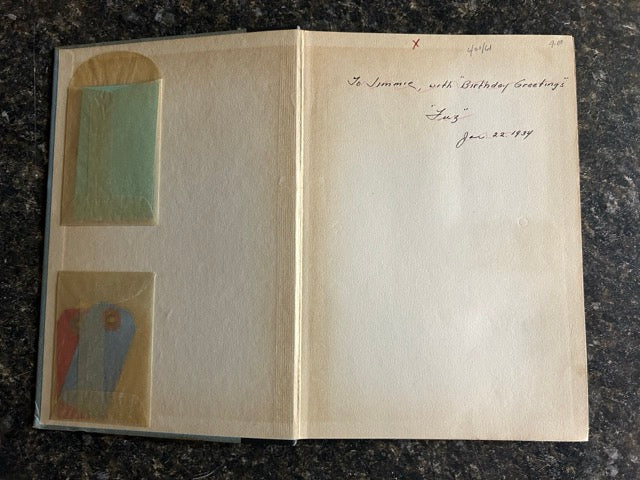 x
To Jimmie, with "Birthday Greetings"
"Fuz"
Jan. 22. 1934